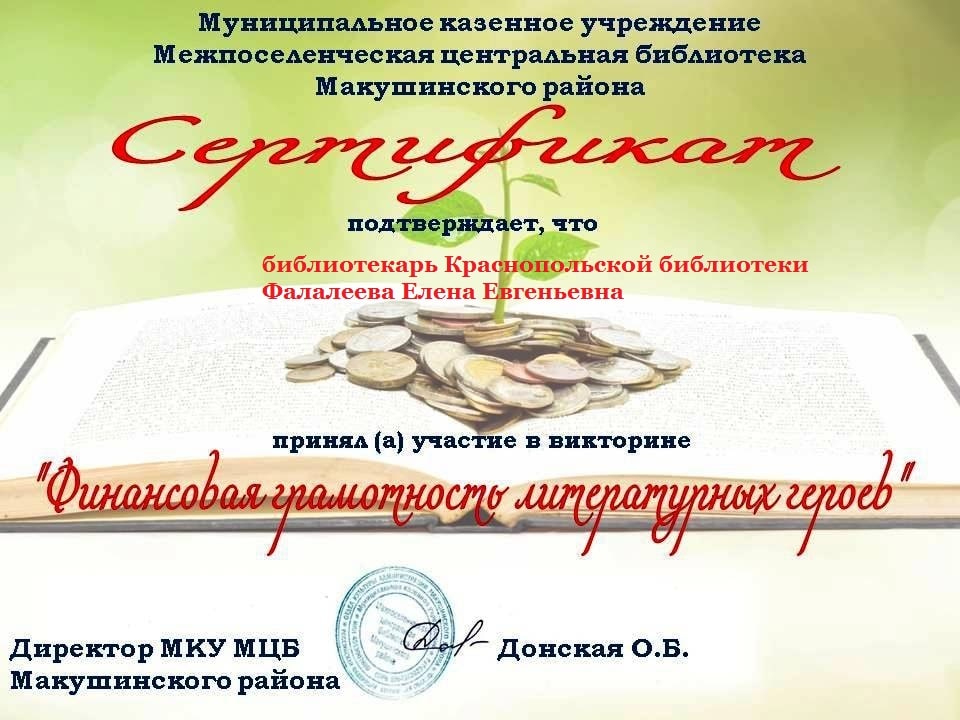 Муниципальное казенное учреждение
Межпоселенческая центральная библиотека
Макушинского района
Сертификат
подтверждает, что
библиотекарь Краснопольской библиотеки
Фалалеева Елена Евгеньевна
принял (а) участие в викторине
"Финансовая грамотность литературных героев"
Директор МКУ МЦБ
Макушинского района
Донская О.Б.